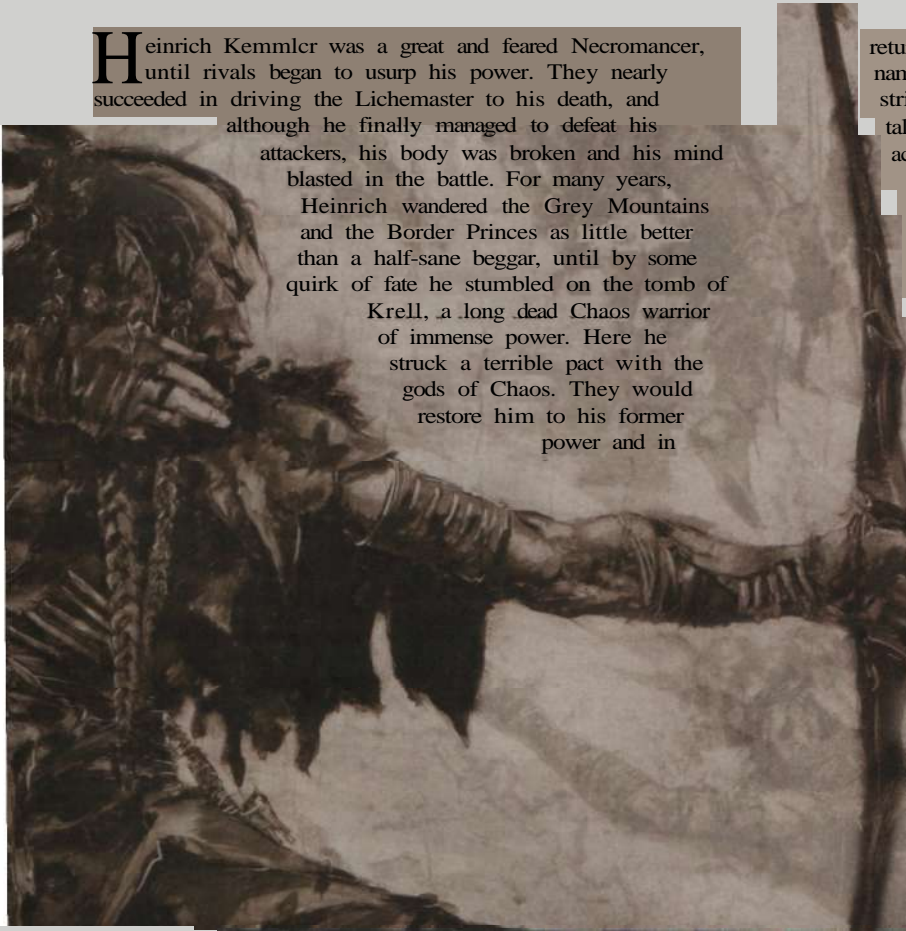 Heinrich Kemmlcr was a great and feared Necromancer,
until rivals began to usurp his power. They nearly
succeeded in driving the Lichemaster to his death, and
although he finally managed to defeat his
attackers, his body was broken and his mind
blasted in the battle. For many years,
Heinrich wandered the Grey Mountains
and the Border Princes as little better
than a half-sane beggar, until by some
quirk of fate he stumbled on the tomb of
Krell, a long dead Chaos warrior
of immense power. Here he
struck a terrible pact with the
gods of Chaos. They would
restore him to his former
power and in